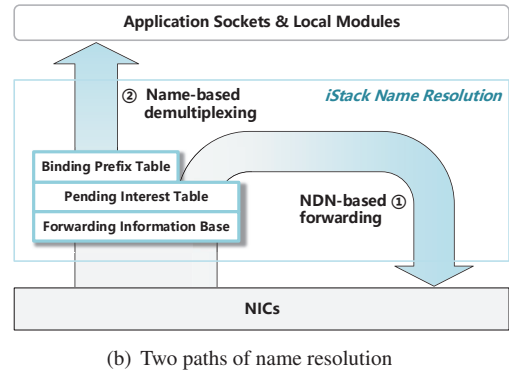 Application Sockets & Local Modules
② Name-based
demultiplexing
iStack Name Resolution
Binding Prefix Table
Pending Interest Table
Forwarding Information Base
NDN-based ①
forwarding
NICs
(b) Two paths of name resolution